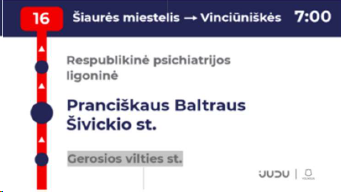 16 Šiaurės miestelis → Vinciūniškės 7:00
Respublikinė psichiatrijos
ligoninė
Pranciškaus Baltraus
Šivickio st.
Gerosios vilties st.
JUDU